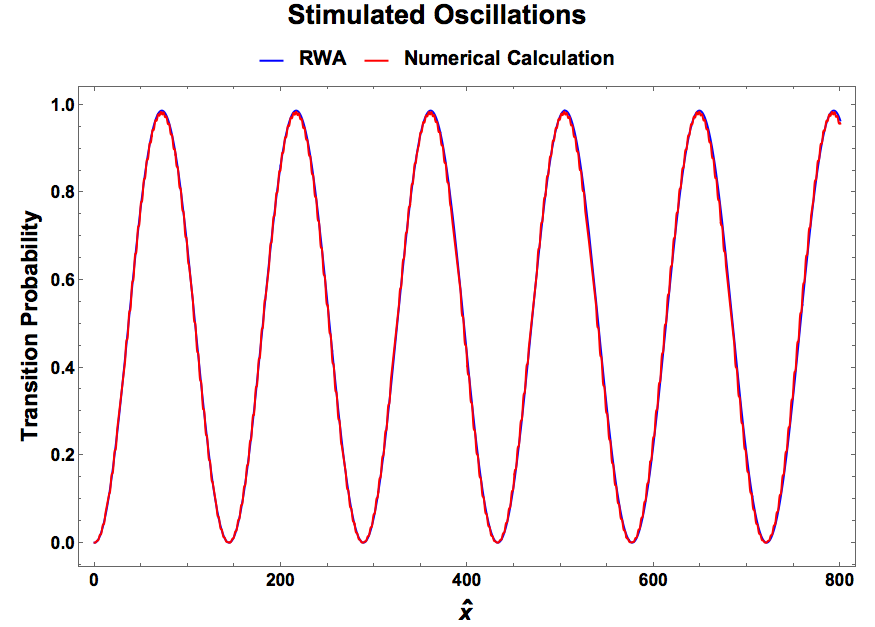 Stimulated Oscillations
RWA Numerical Calculation
Transition Probability
1.0
0.8
0.6
0.4
0.2
0.0
0 200 400 600 800
x̂